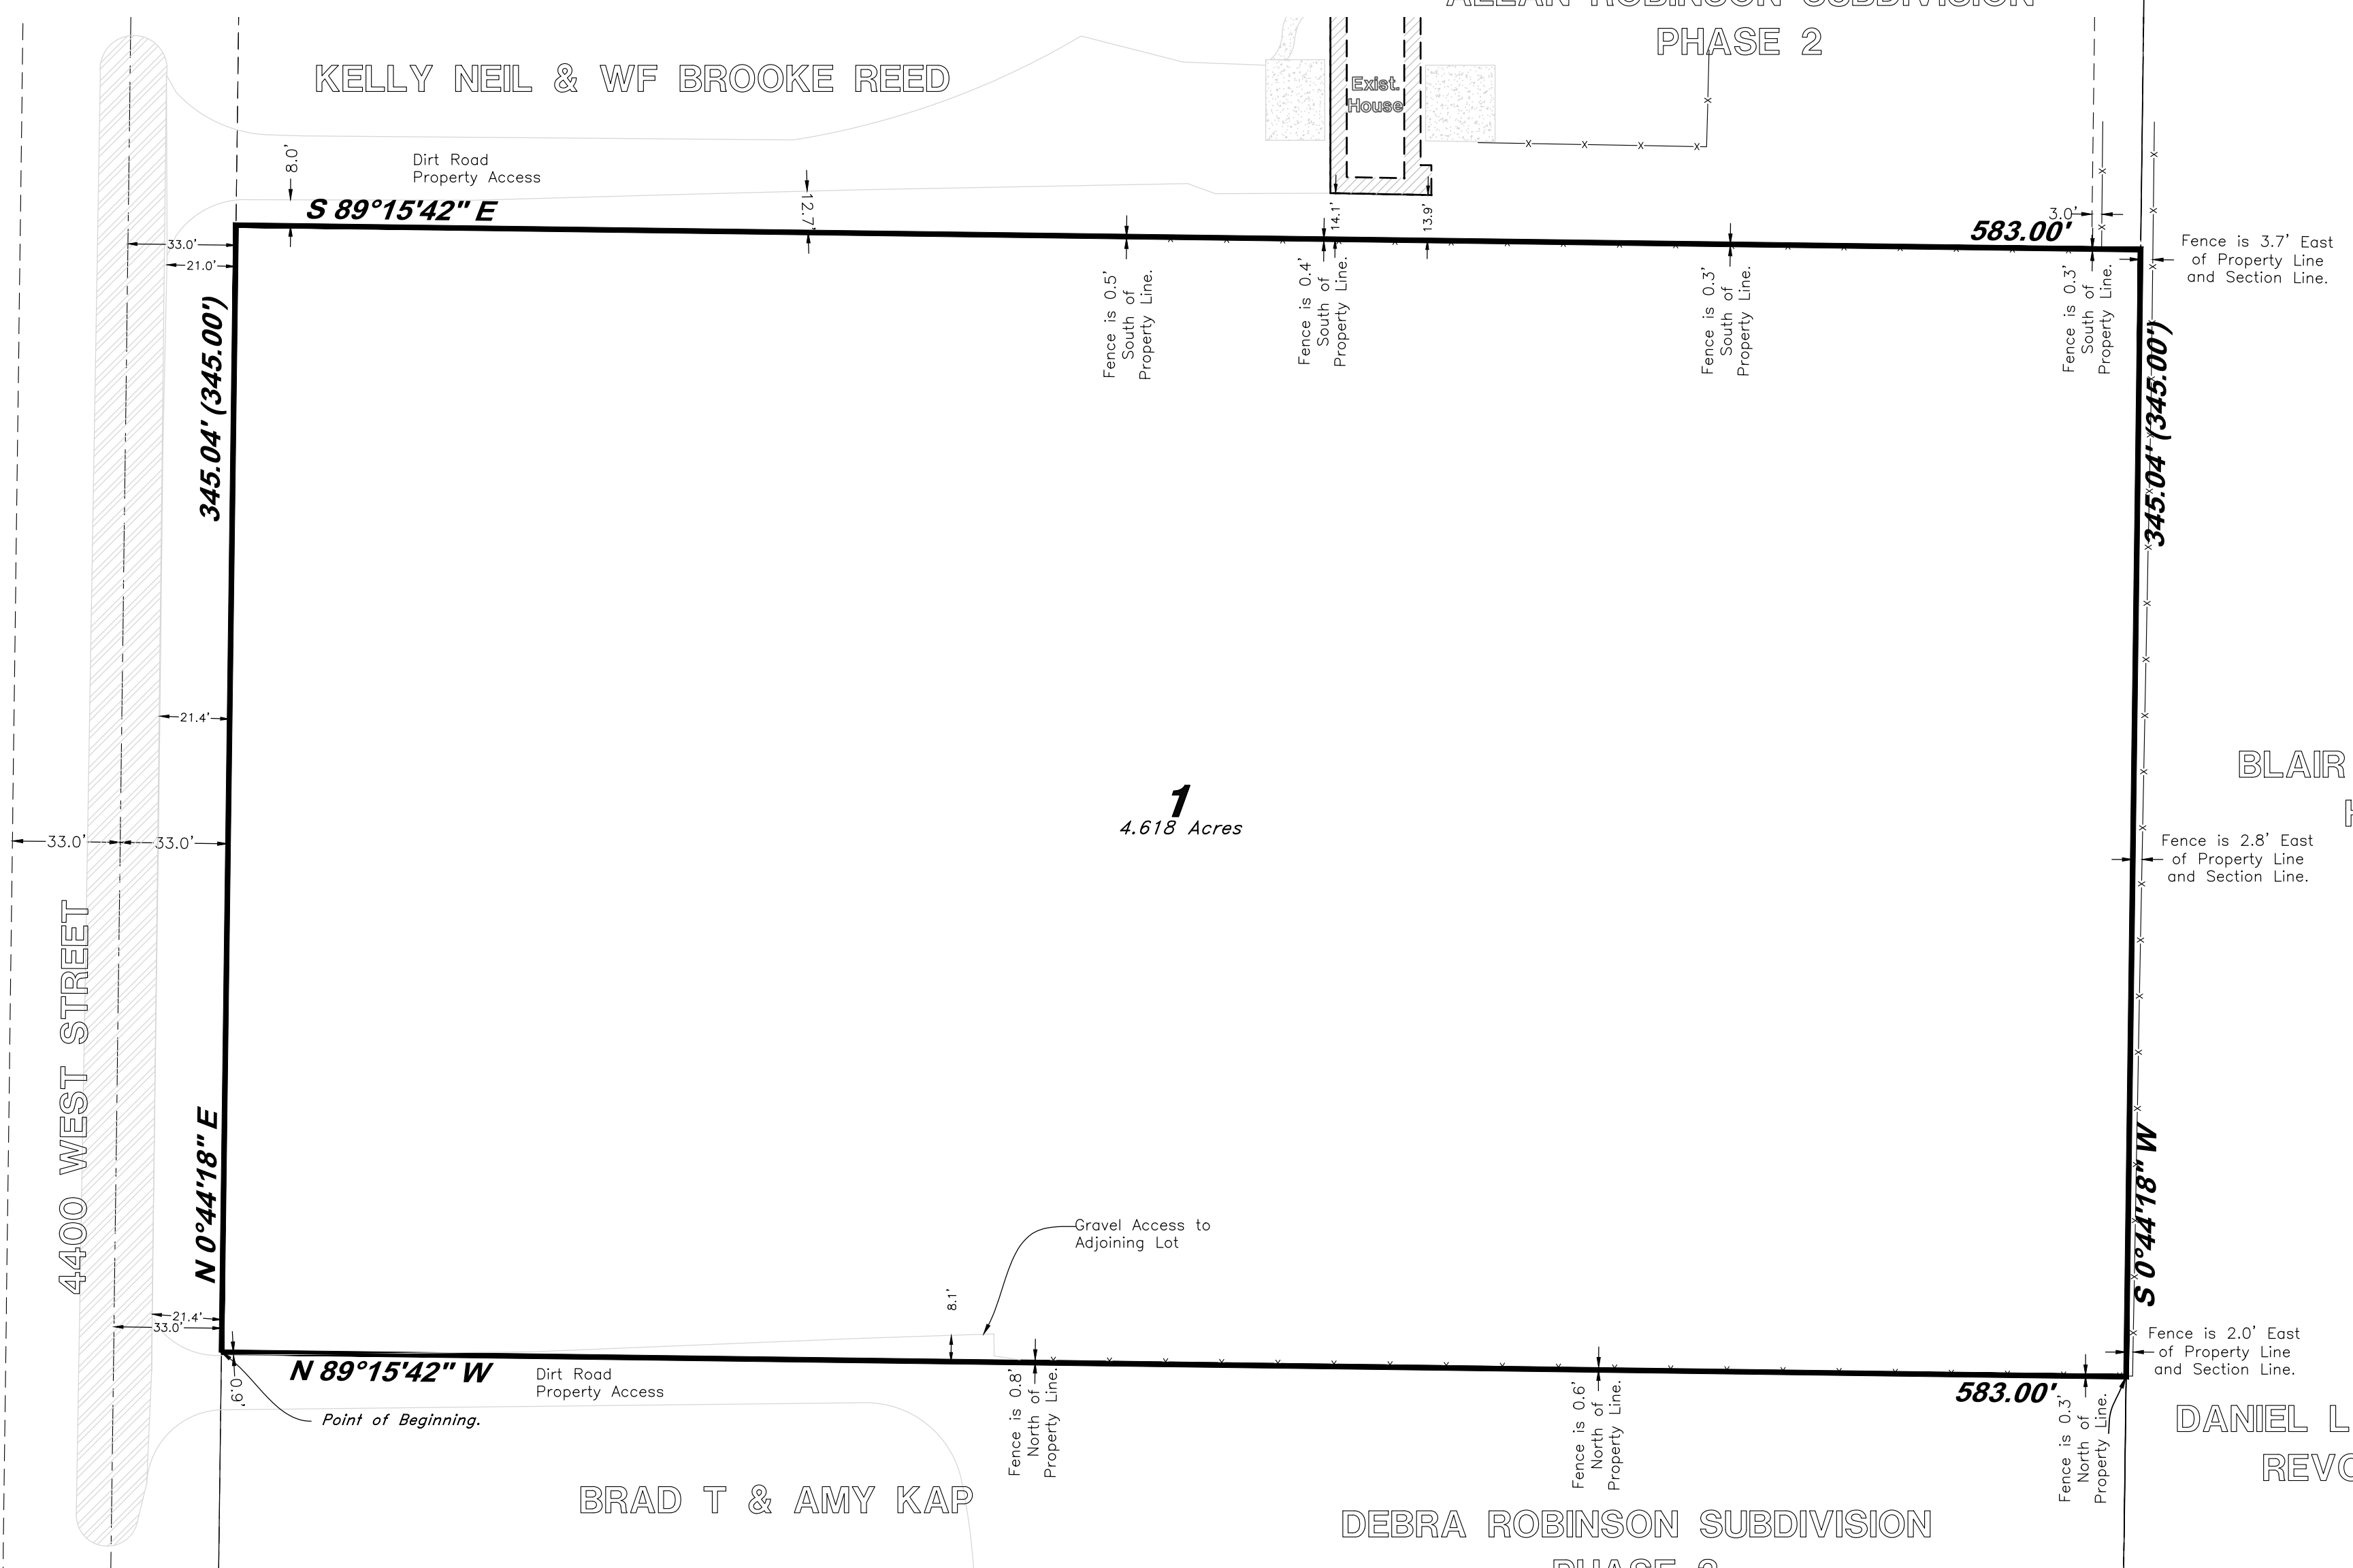 ALLAN ROBINSON SUBDIVISION
PHASE 2
KELLY NEIL & WF BROOKE REED
Exist.
House
Dirt Road
Property Access
8.0'
12.7'
14.1'
13.9'
3.0'
S 89°15'42" E
583.00'
33.0'
21.0'
Fence is 3.7' East
of Property Line
and Section Line.
Fence is 0.5'
South of
Property Line.
Fence is 0.4'
South of
Property Line.
Fence is 0.3'
South of
Property Line.
Fence is 0.3'
South of
Property Line.
345.04' (345.00')
345.04' (345.00')
21.4'
BLAIR
1
4.618 Acres
33.0'
33.0'
Fence is 2.8' East
of Property Line
and Section Line.
4400 WEST STREET
N 0°44'18" E
S 0°44'18" W
Gravel Access to
Adjoining Lot
8.1'
21.4'
33.0'
Fence is 2.0' East
of Property Line
and Section Line.
N 89°15'42" W
583.00'
Dirt Road
Property Access
0.9'
Point of Beginning.
Fence is 0.8'
North of
Property Line.
Fence is 0.6'
North of
Property Line.
Fence is 0.3'
North of
Property Line.
DANIEL L
REVO
BRAD T & AMY KAP
DEBRA ROBINSON SUBDIVISION
PHASE